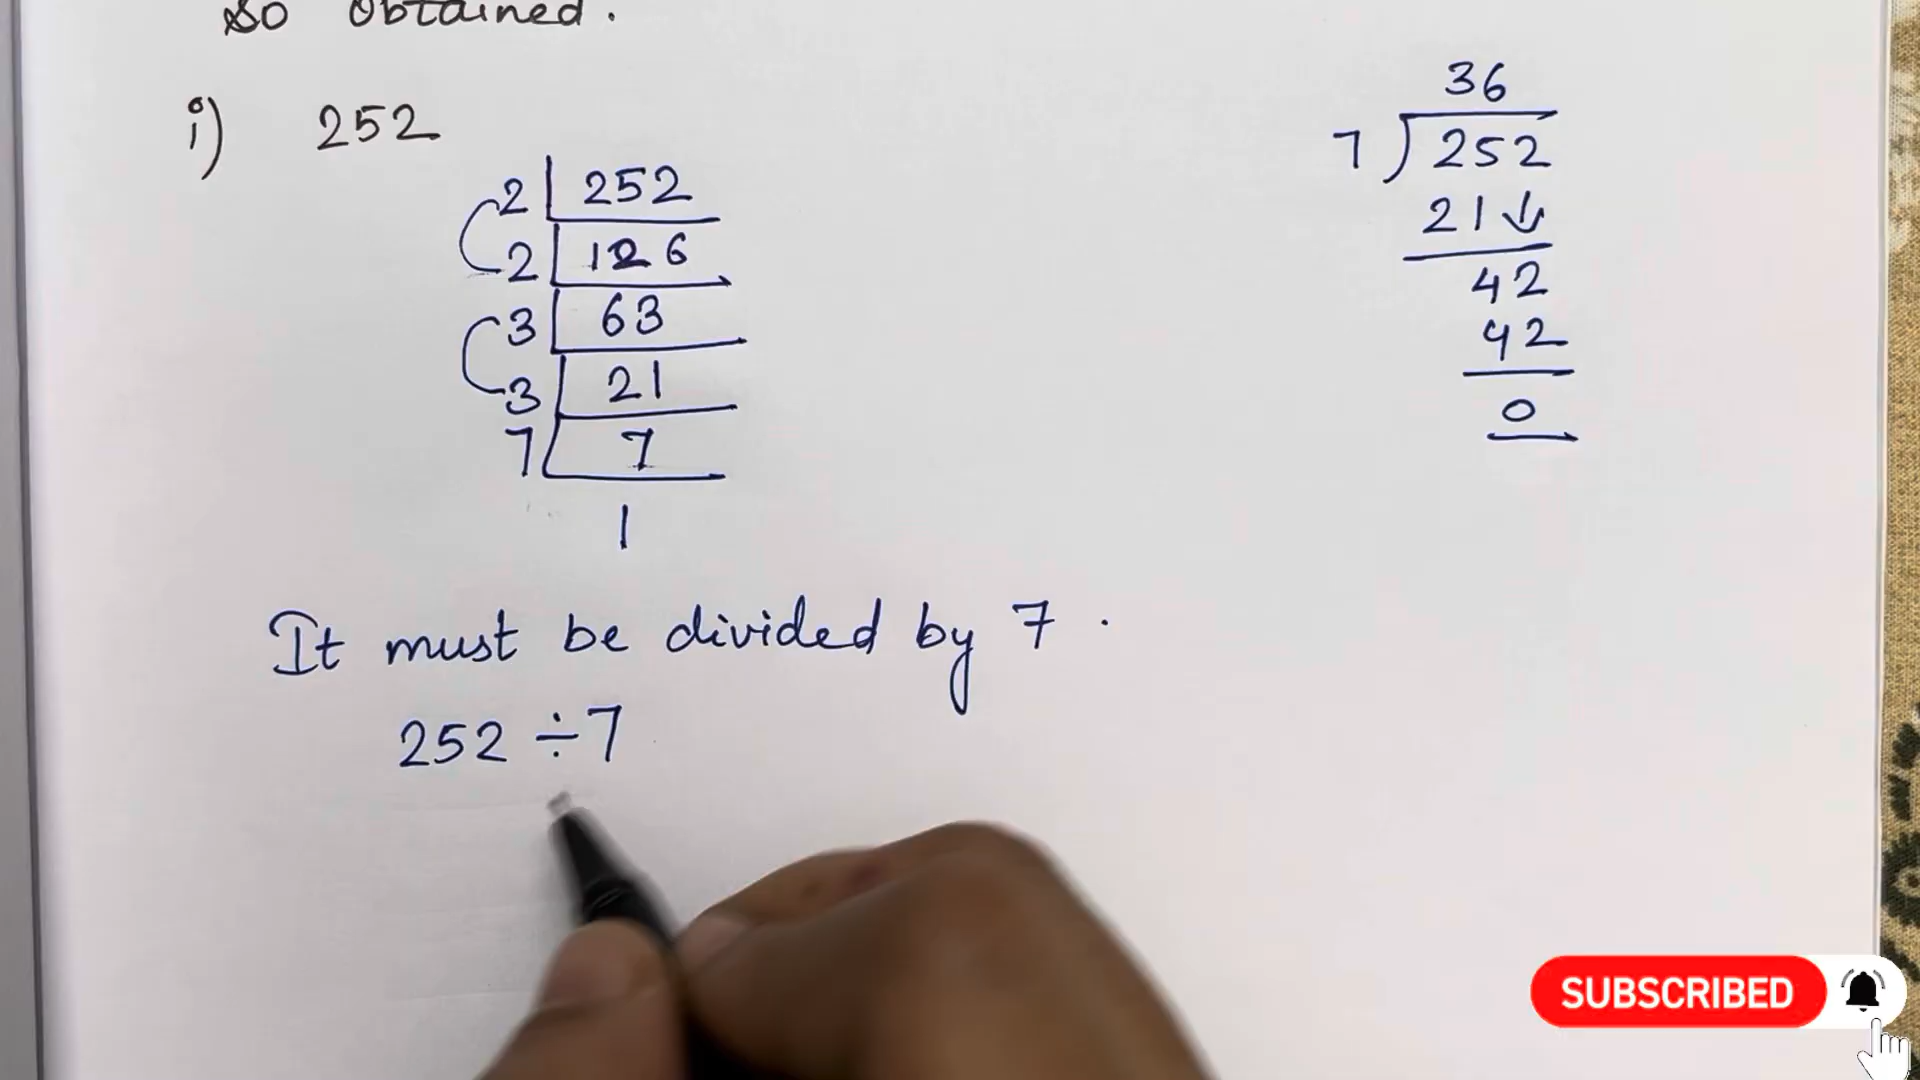 so obtained.
i) 252
2 | 252
2 | 126
3 | 63
3 | 21
7 | 7
1
36
7 ) 252
21↓
42
42
0
It must be divided by 7.
252 ÷ 7
SUBSCRIBED